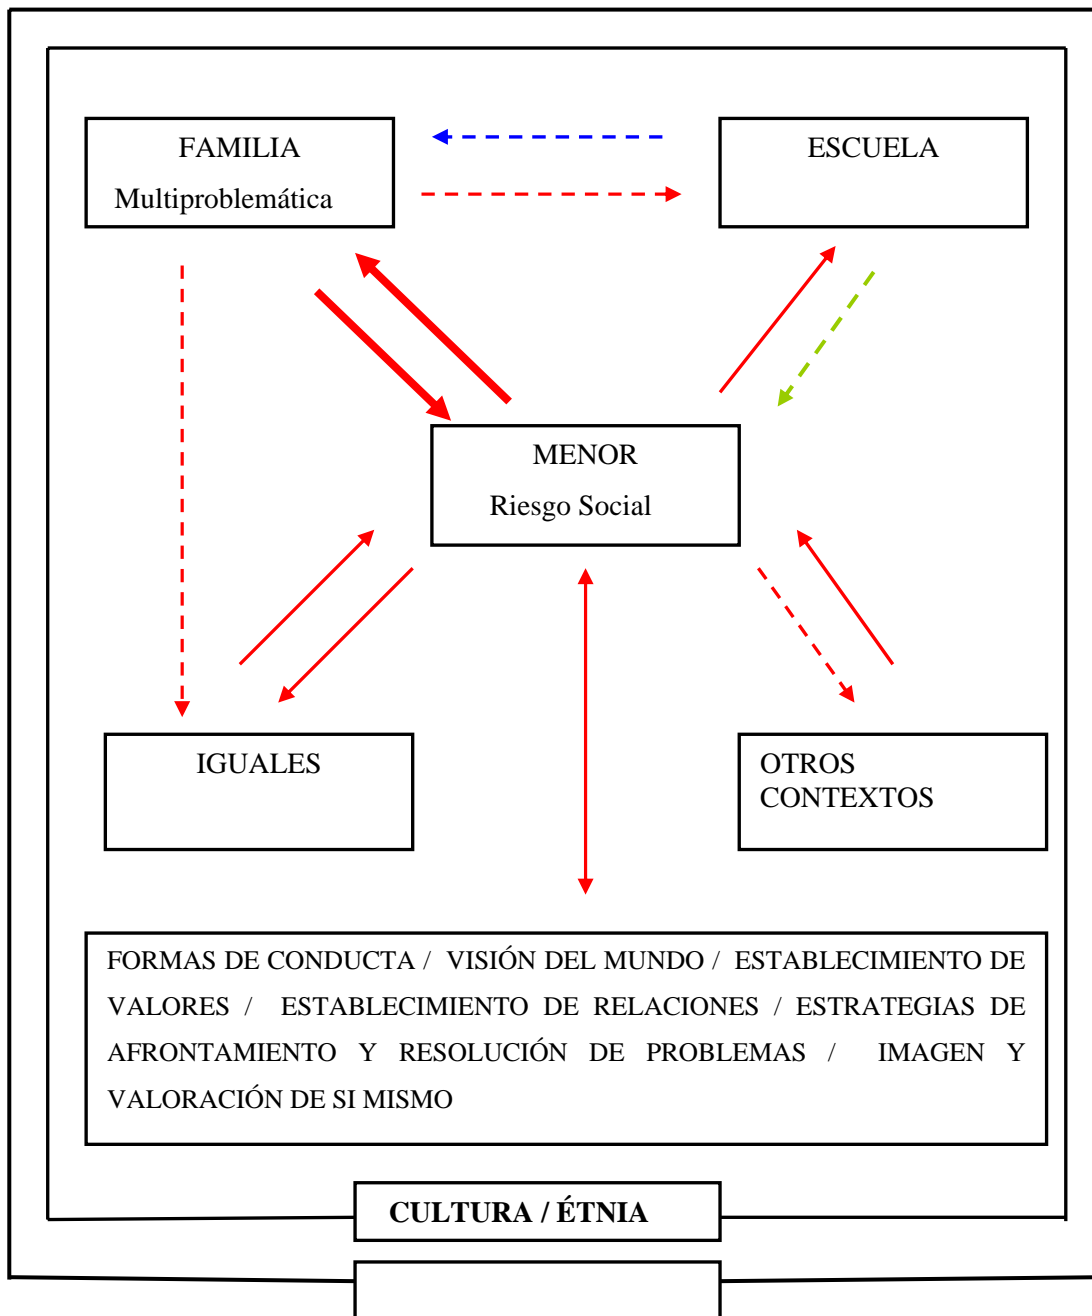 FAMILIA
Multiproblemática
ESCUELA
MENOR
Riesgo Social
IGUALES
OTROS
CONTEXTOS
FORMAS DE CONDUCTA / VISIÓN DEL MUNDO / ESTABLECIMIENTO DE
VALORES / ESTABLECIMIENTO DE RELACIONES / ESTRATEGIAS DE
AFRONTAMIENTO Y RESOLUCIÓN DE PROBLEMAS / IMAGEN Y
VALORACIÓN DE SI MISMO
CULTURA / ÉTNIA